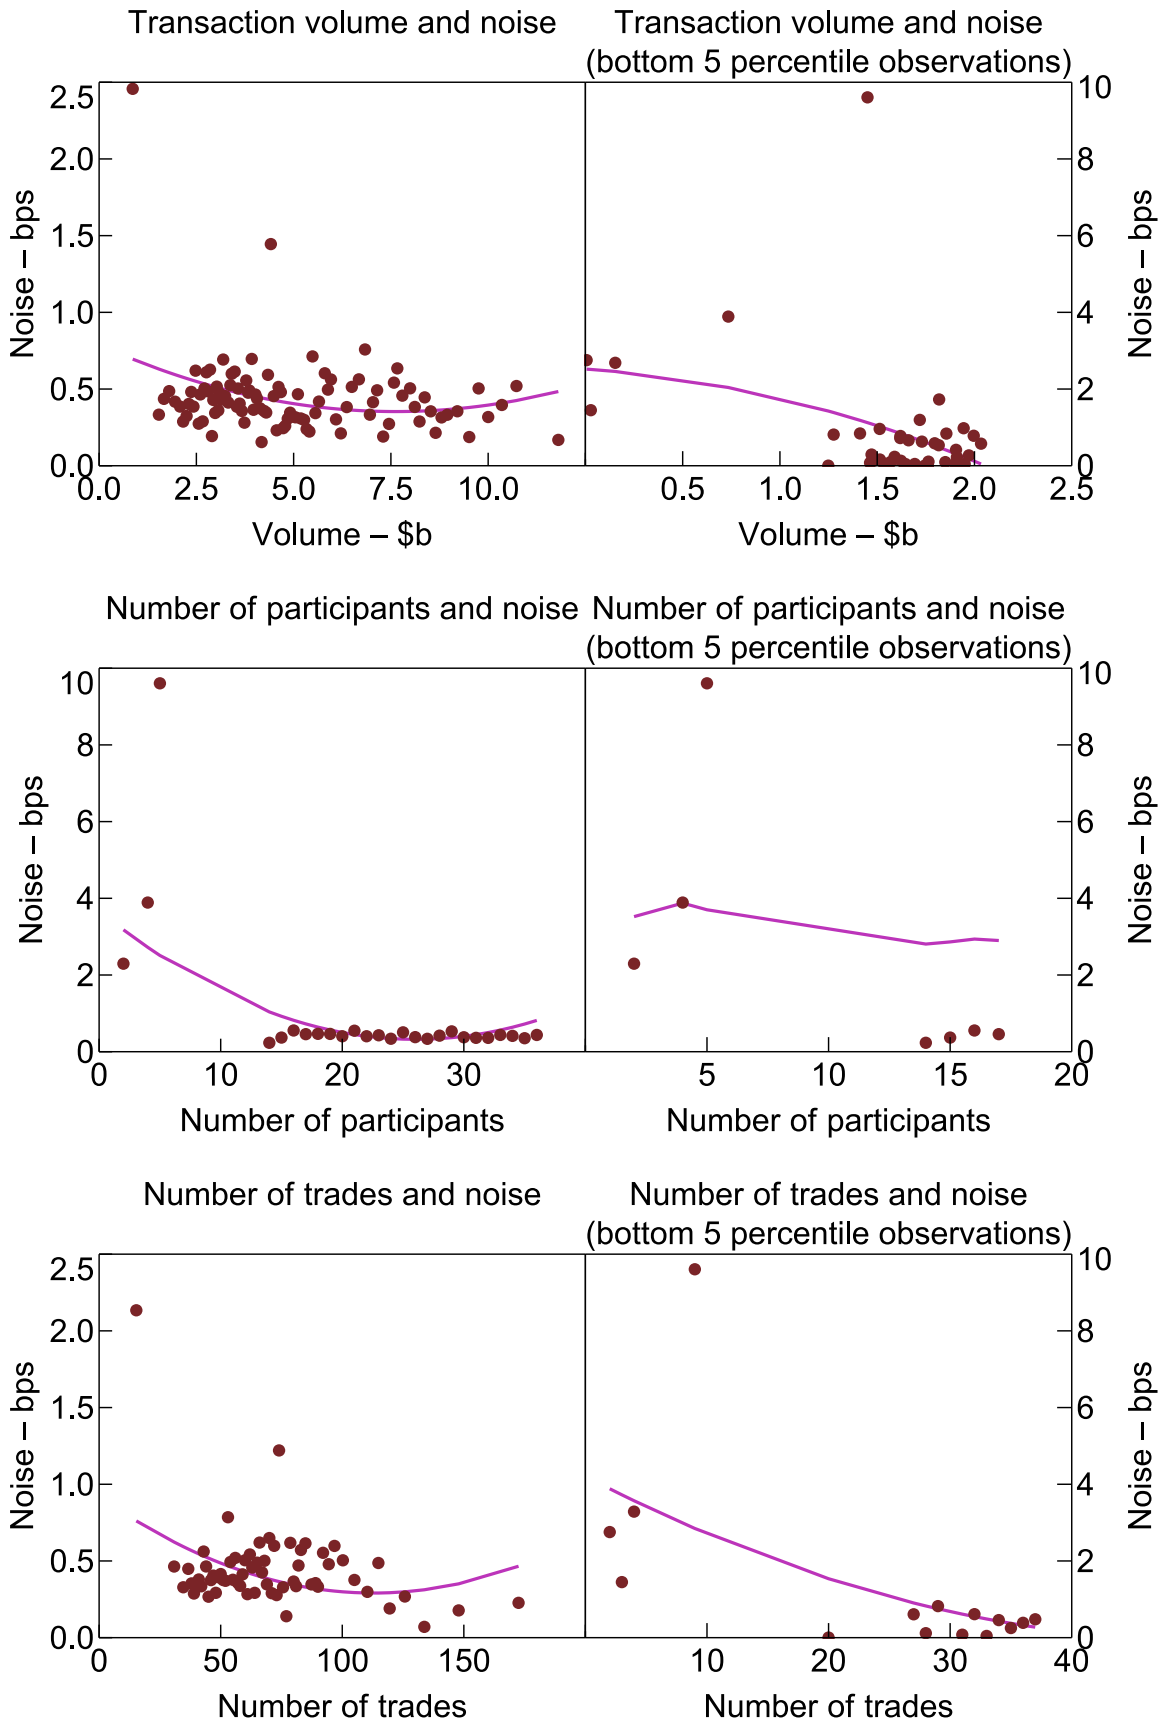 Transaction volume and noise
Transaction volume and noise
(bottom 5 percentile observations)
Noise – bps
2.5
2.0
1.5
1.0
0.5
0.0
0.0 2.5 5.0 7.5 10.0
Volume – $b
10
8
6
4
2
0
Noise – bps
0.5 1.0 1.5 2.0 2.5
Volume – $b
Number of participants and noise
Number of participants and noise
(bottom 5 percentile observations)
Noise – bps
10
8
6
4
2
0
0 10 20 30
Number of participants
10
8
6
4
2
0
Noise – bps
5 10 15 20
Number of participants
Number of trades and noise
Number of trades and noise
(bottom 5 percentile observations)
Noise – bps
2.5
2.0
1.5
1.0
0.5
0.0
0 50 100 150
Number of trades
10
8
6
4
2
0
Noise – bps
10 20 30 40
Number of trades